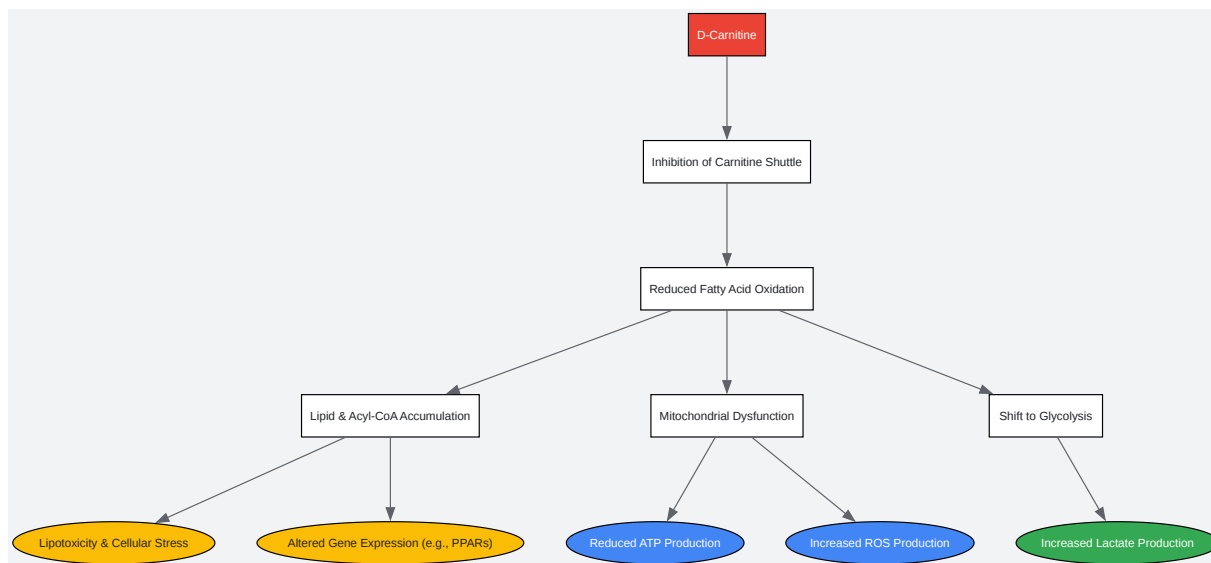 D-Carnitine
Inhibition of Carnitine Shuttle
Reduced Fatty Acid Oxidation
Lipid & Acyl-CoA Accumulation
Mitochondrial Dysfunction
Shift to Glycolysis
Lipotoxicity & Cellular Stress
Altered Gene Expression (e.g., PPARs)
Reduced ATP Production
Increased ROS Production
Increased Lactate Production